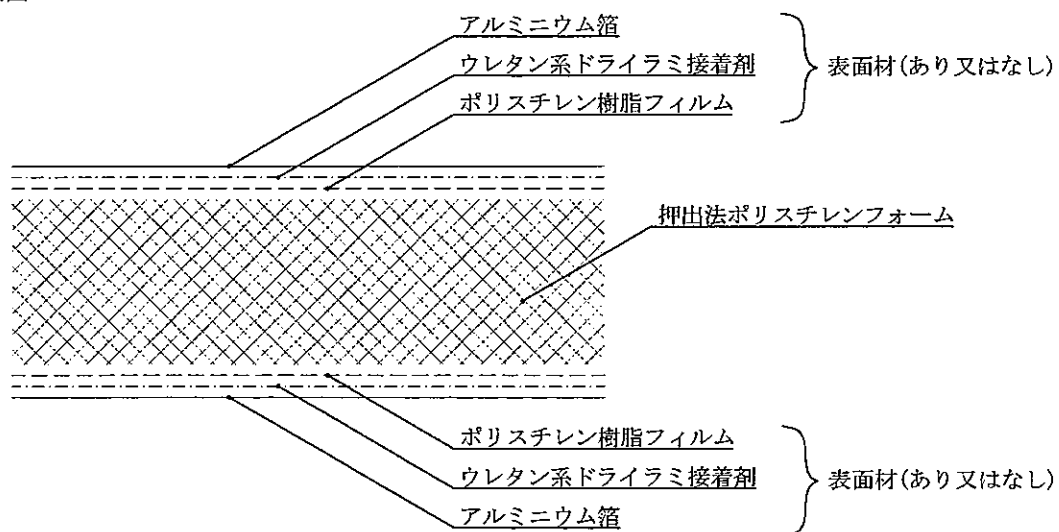 アルミニウム箔
ウレタン系ドライラミ接着剤
ポリスチレン樹脂フィルム
表面材(あり又はなし)
押出法ポリスチレンフォーム
ポリスチレン樹脂フィルム
ウレタン系ドライラミ接着剤
アルミニウム箔
表面材(あり又はなし)